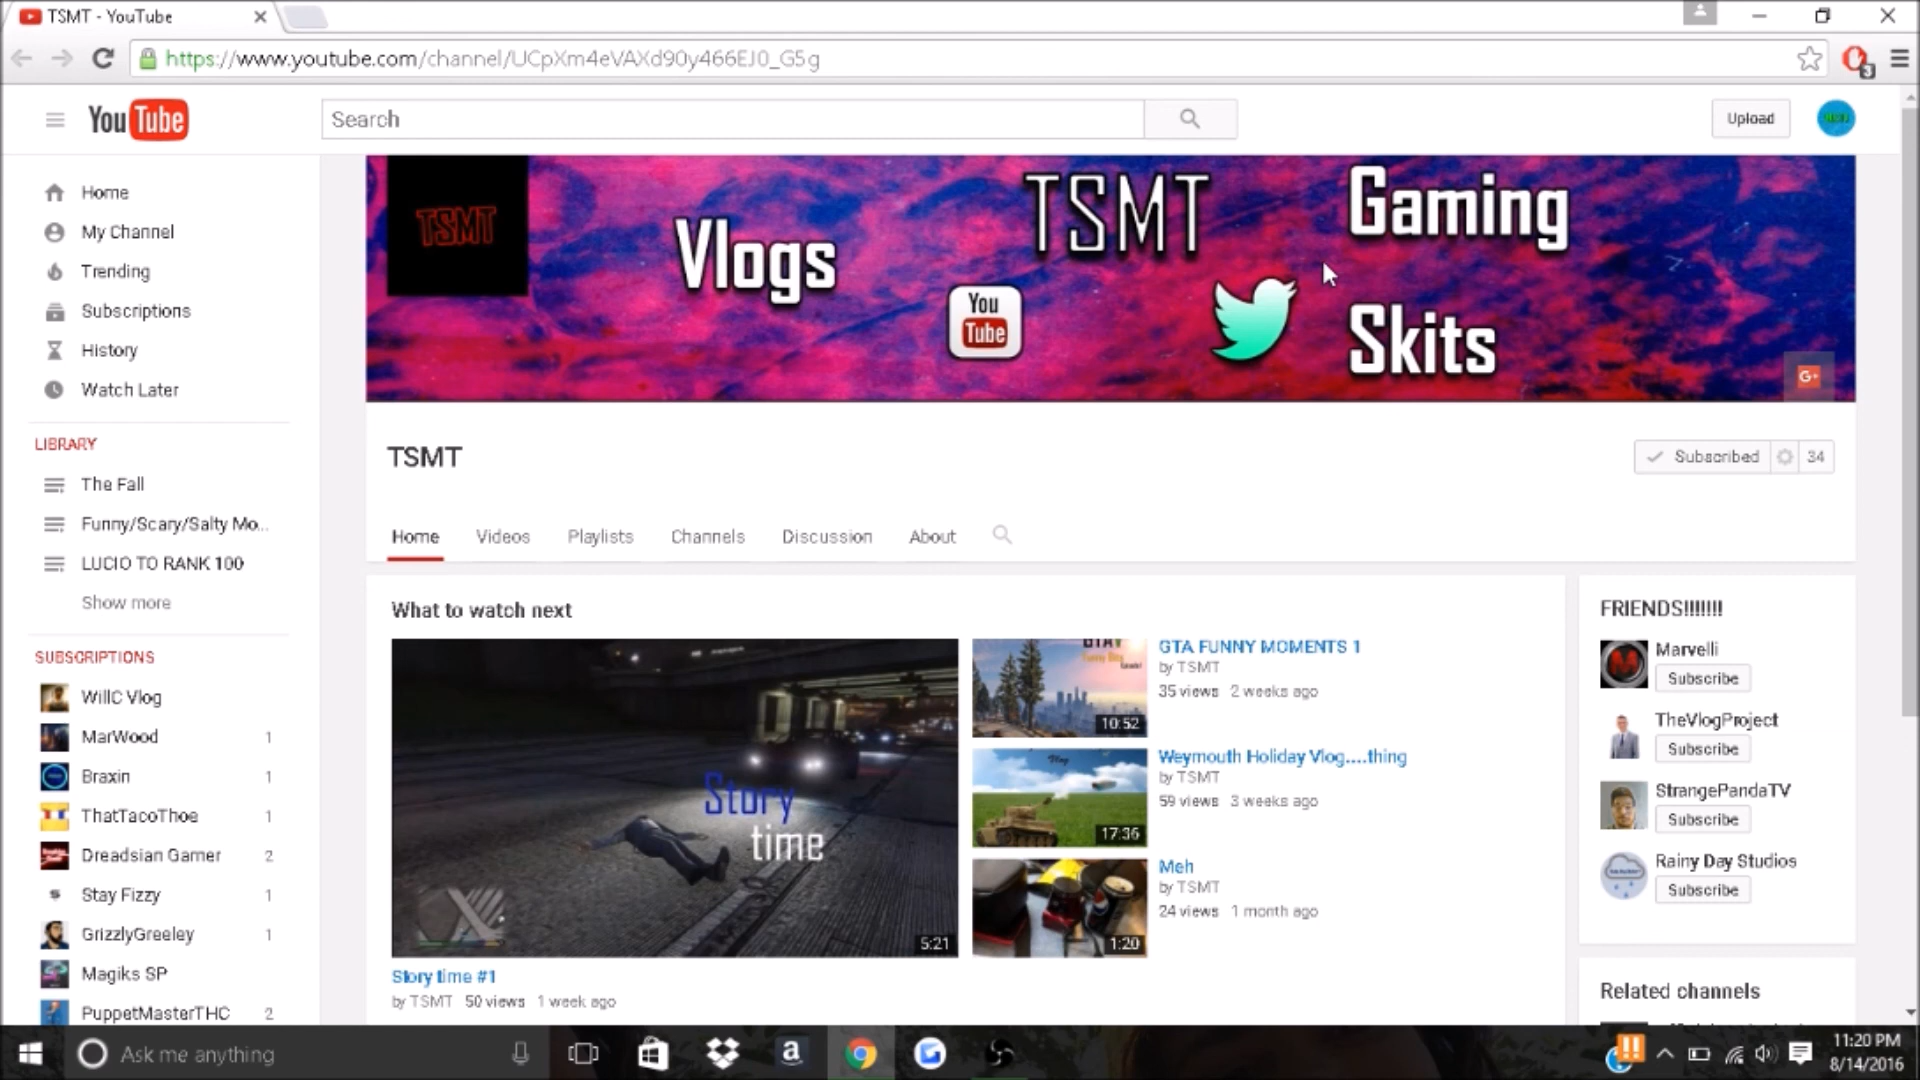 TSMT - YouTube
https://www.youtube.com/channel/UCpXm4eVAXd90y466EJ0_G5g
3
YouTube
Search
Upload
Home
My Channel
Trending
Subscriptions
History
Watch Later
LIBRARY
The Fall
Funny/Scary/Salty Mo...
LUCIO TO RANK 100
Show more
SUBSCRIPTIONS
WillC Vlog
MarWood 1
Braxin 1
ThatTacoThoe 1
Dreadsian Gamer 2
Stay Fizzy 1
GrizzlyGreeley 1
Magiks SP
PuppetMasterTHC 2
TSMT
Vlogs
TSMT
Gaming
You
Tube
Skits
G+
TSMT
Subscribed 34
Home Videos Playlists Channels Discussion About
What to watch next
Story
time
5:21
Story time #1
by TSMT 50 views 1 week ago
10:52
GTA FUNNY MOMENTS 1
by TSMT
35 views 2 weeks ago
Vlog
17:36
Weymouth Holiday Vlog....thing
by TSMT
59 views 3 weeks ago
1:20
Meh
by TSMT
24 views 1 month ago
FRIENDS!!!!!!!
Marvelli
Subscribe
TheVlogProject
Subscribe
StrangePandaTV
Subscribe
Rainy Day Studios
Subscribe
Related channels
Ask me anything
11:20 PM
8/14/2016